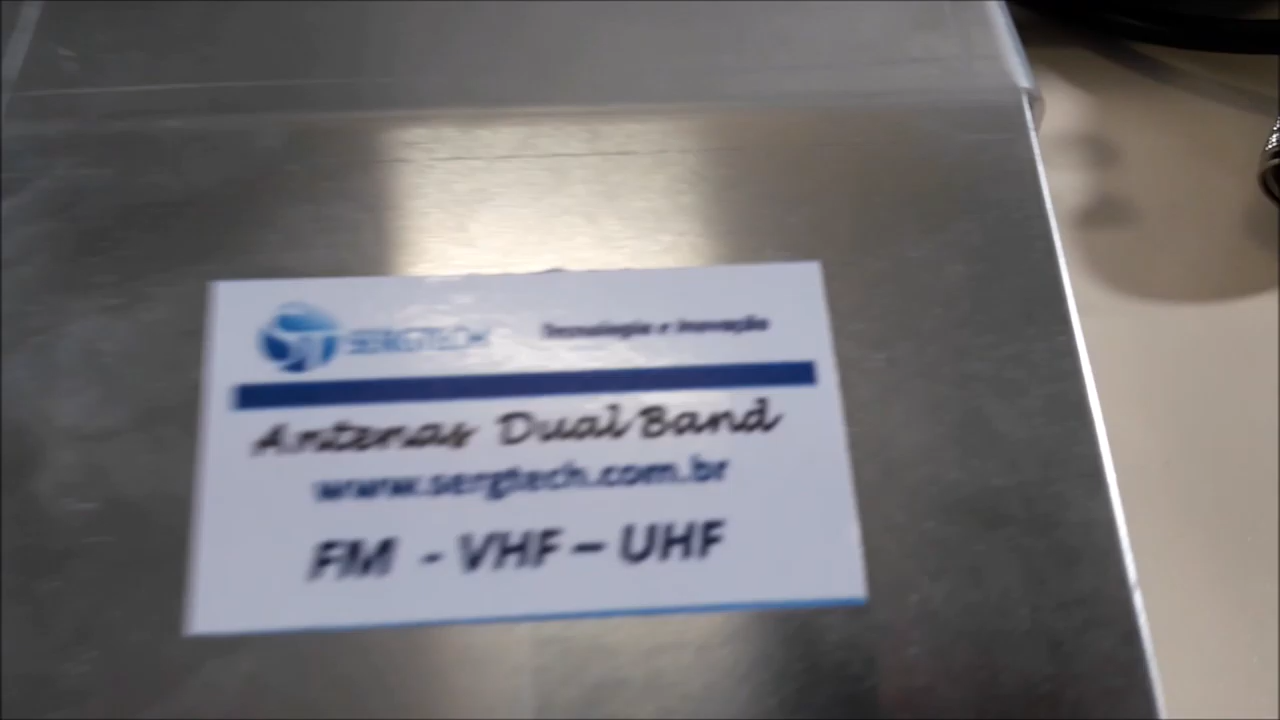 SERGTECH Tecnologia e Inovação
Antenas Dual Band
www.sergtech.com.br
FM - VHF – UHF